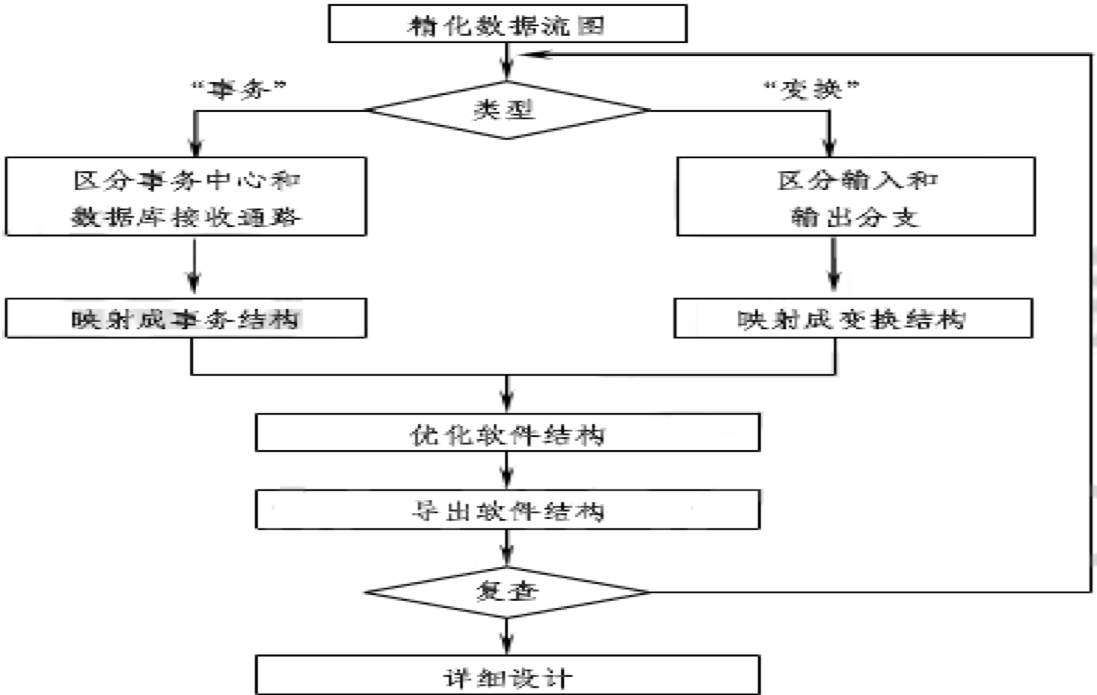 精化数据流图
“事务”
“变换”
类型
区分事务中心和
数据库接收通路
区分输入和
输出分支
映射成事务结构
映射成变换结构
优化软件结构
导出软件结构
复查
详细设计